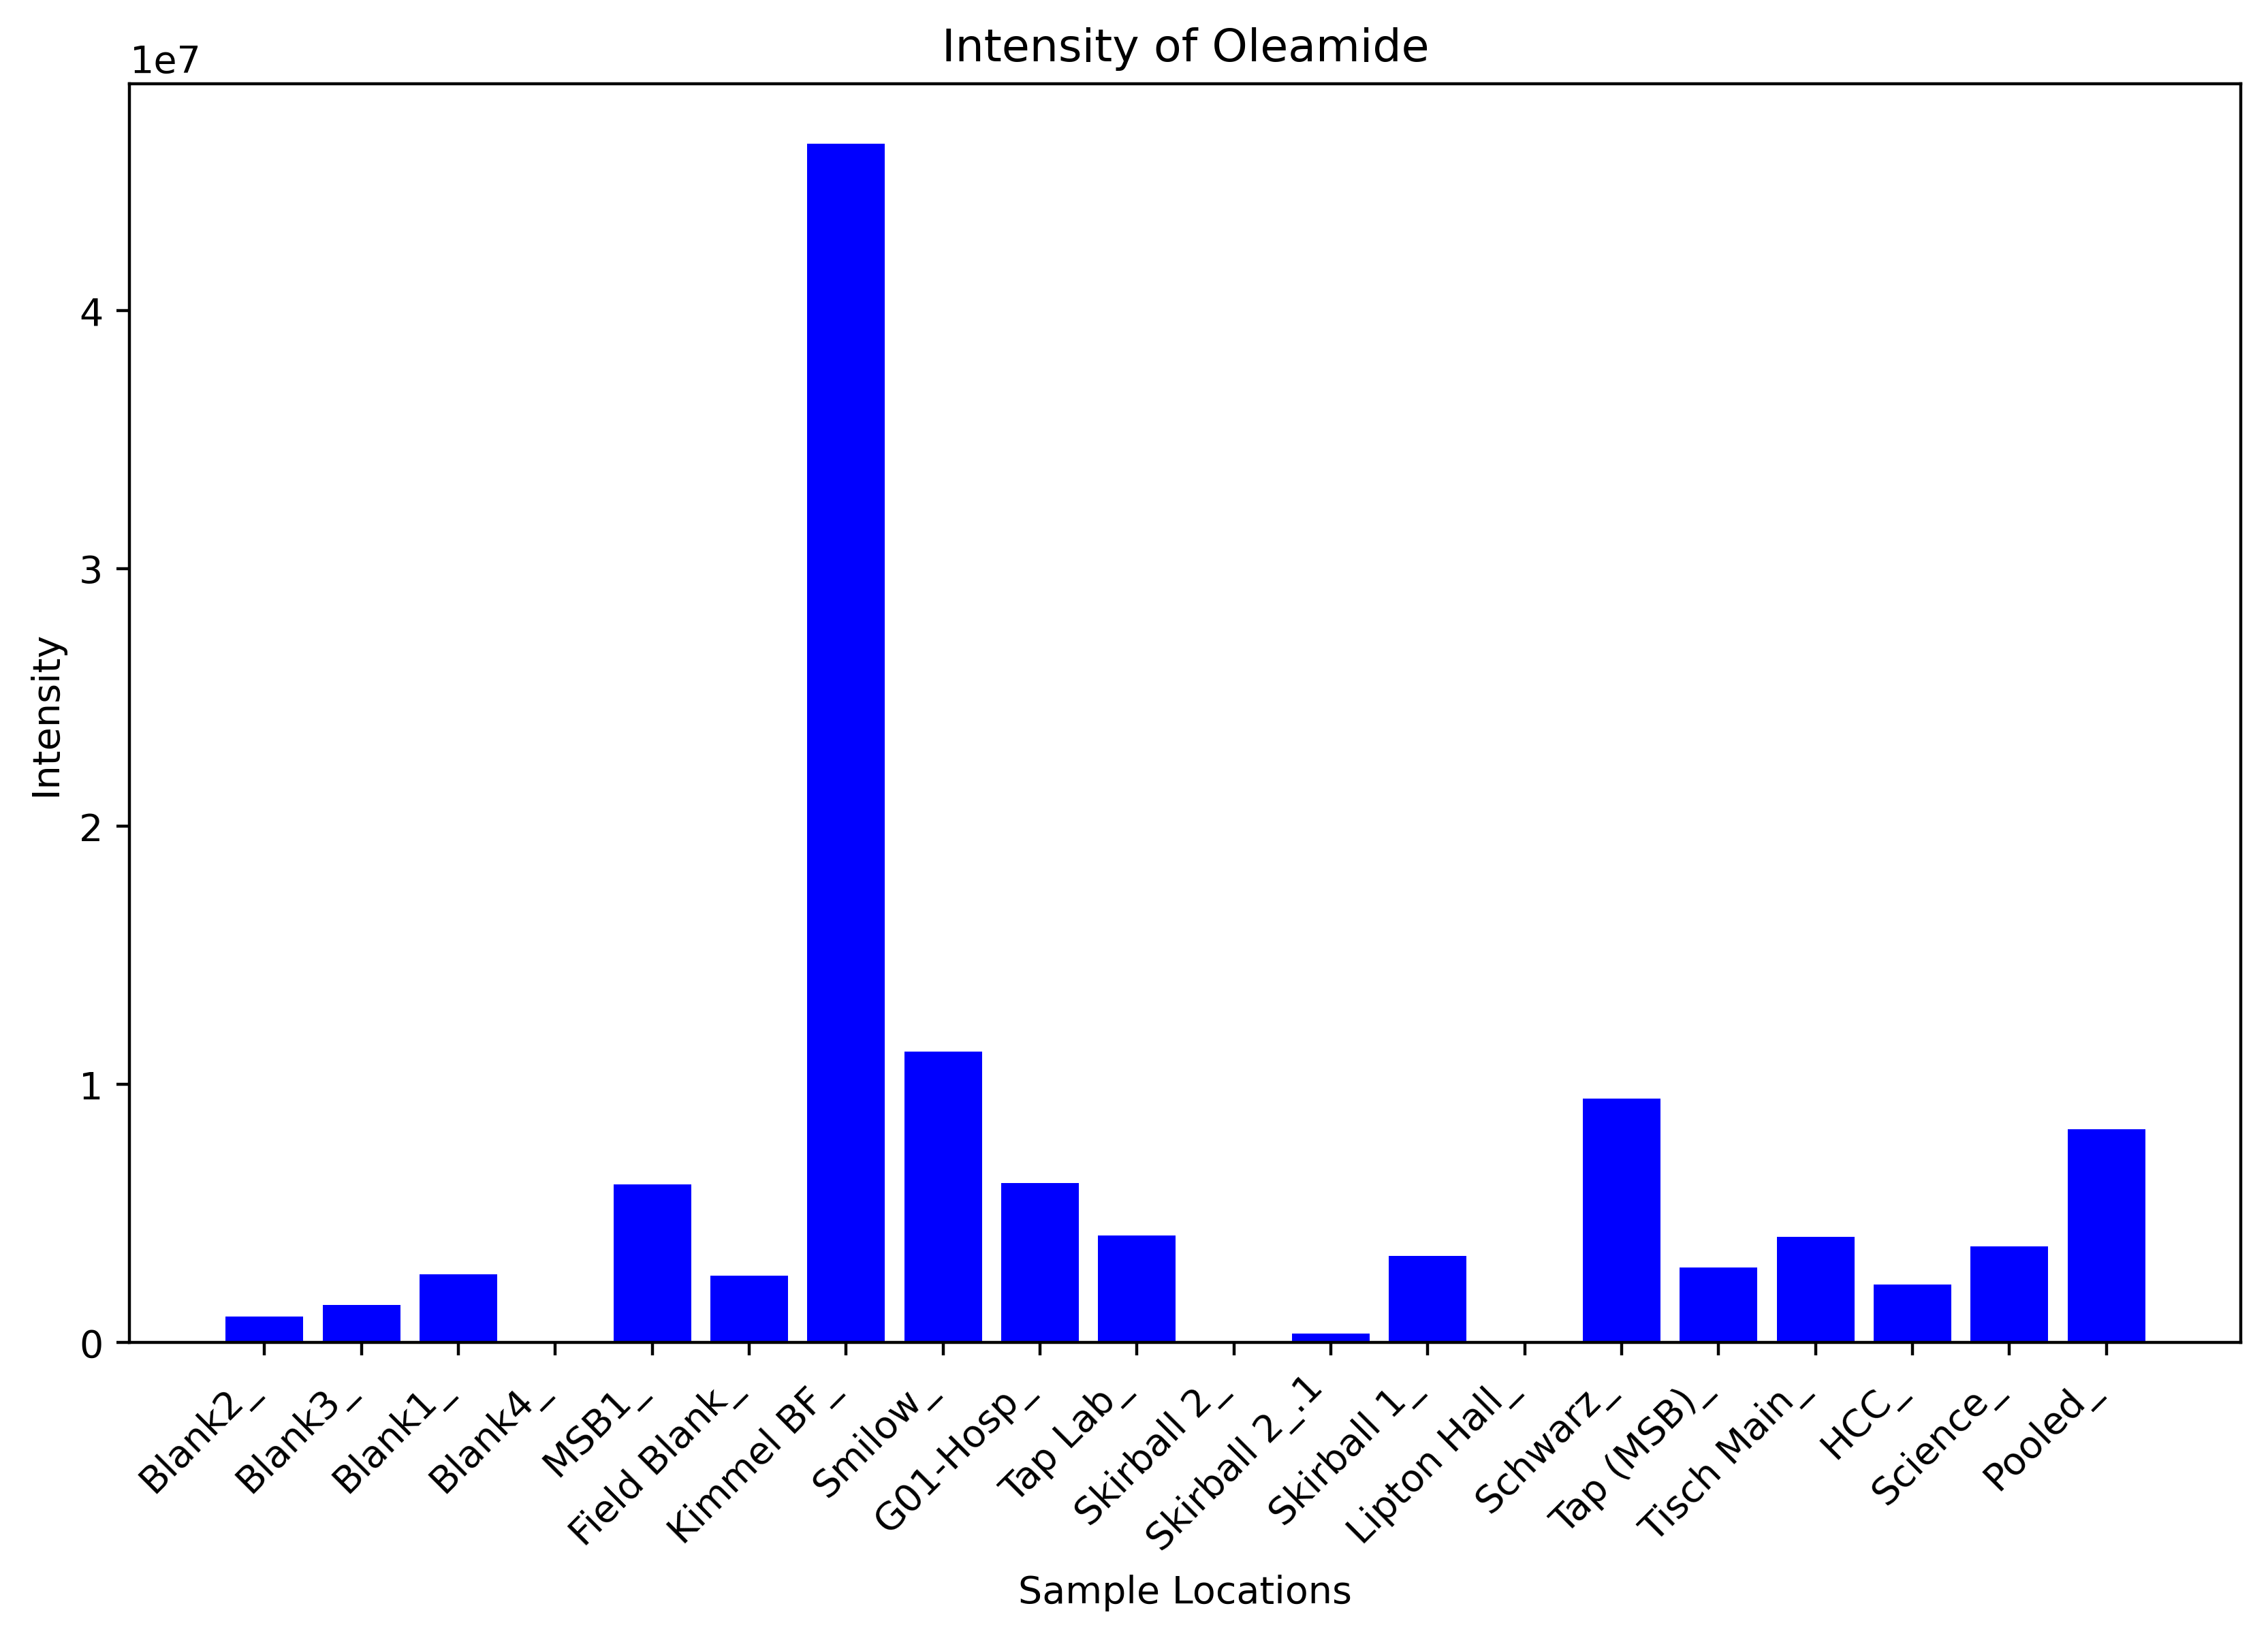 Intensity of Oleamide
1e7
4
3
2
1
0
Intensity
Blank2_
Blank3_
Blank1_
Blank4_
MSB1_
Field Blank_
Kimmel BF_
Smilow_
G01-Hosp_
Tap Lab_
Skirball 2_
Skirball 2_.1
Skirball 1_
Lipton Hall_
Schwarz_
Tap (MSB)_
Tisch Main_
HCC_
Science_
Pooled_
Sample Locations